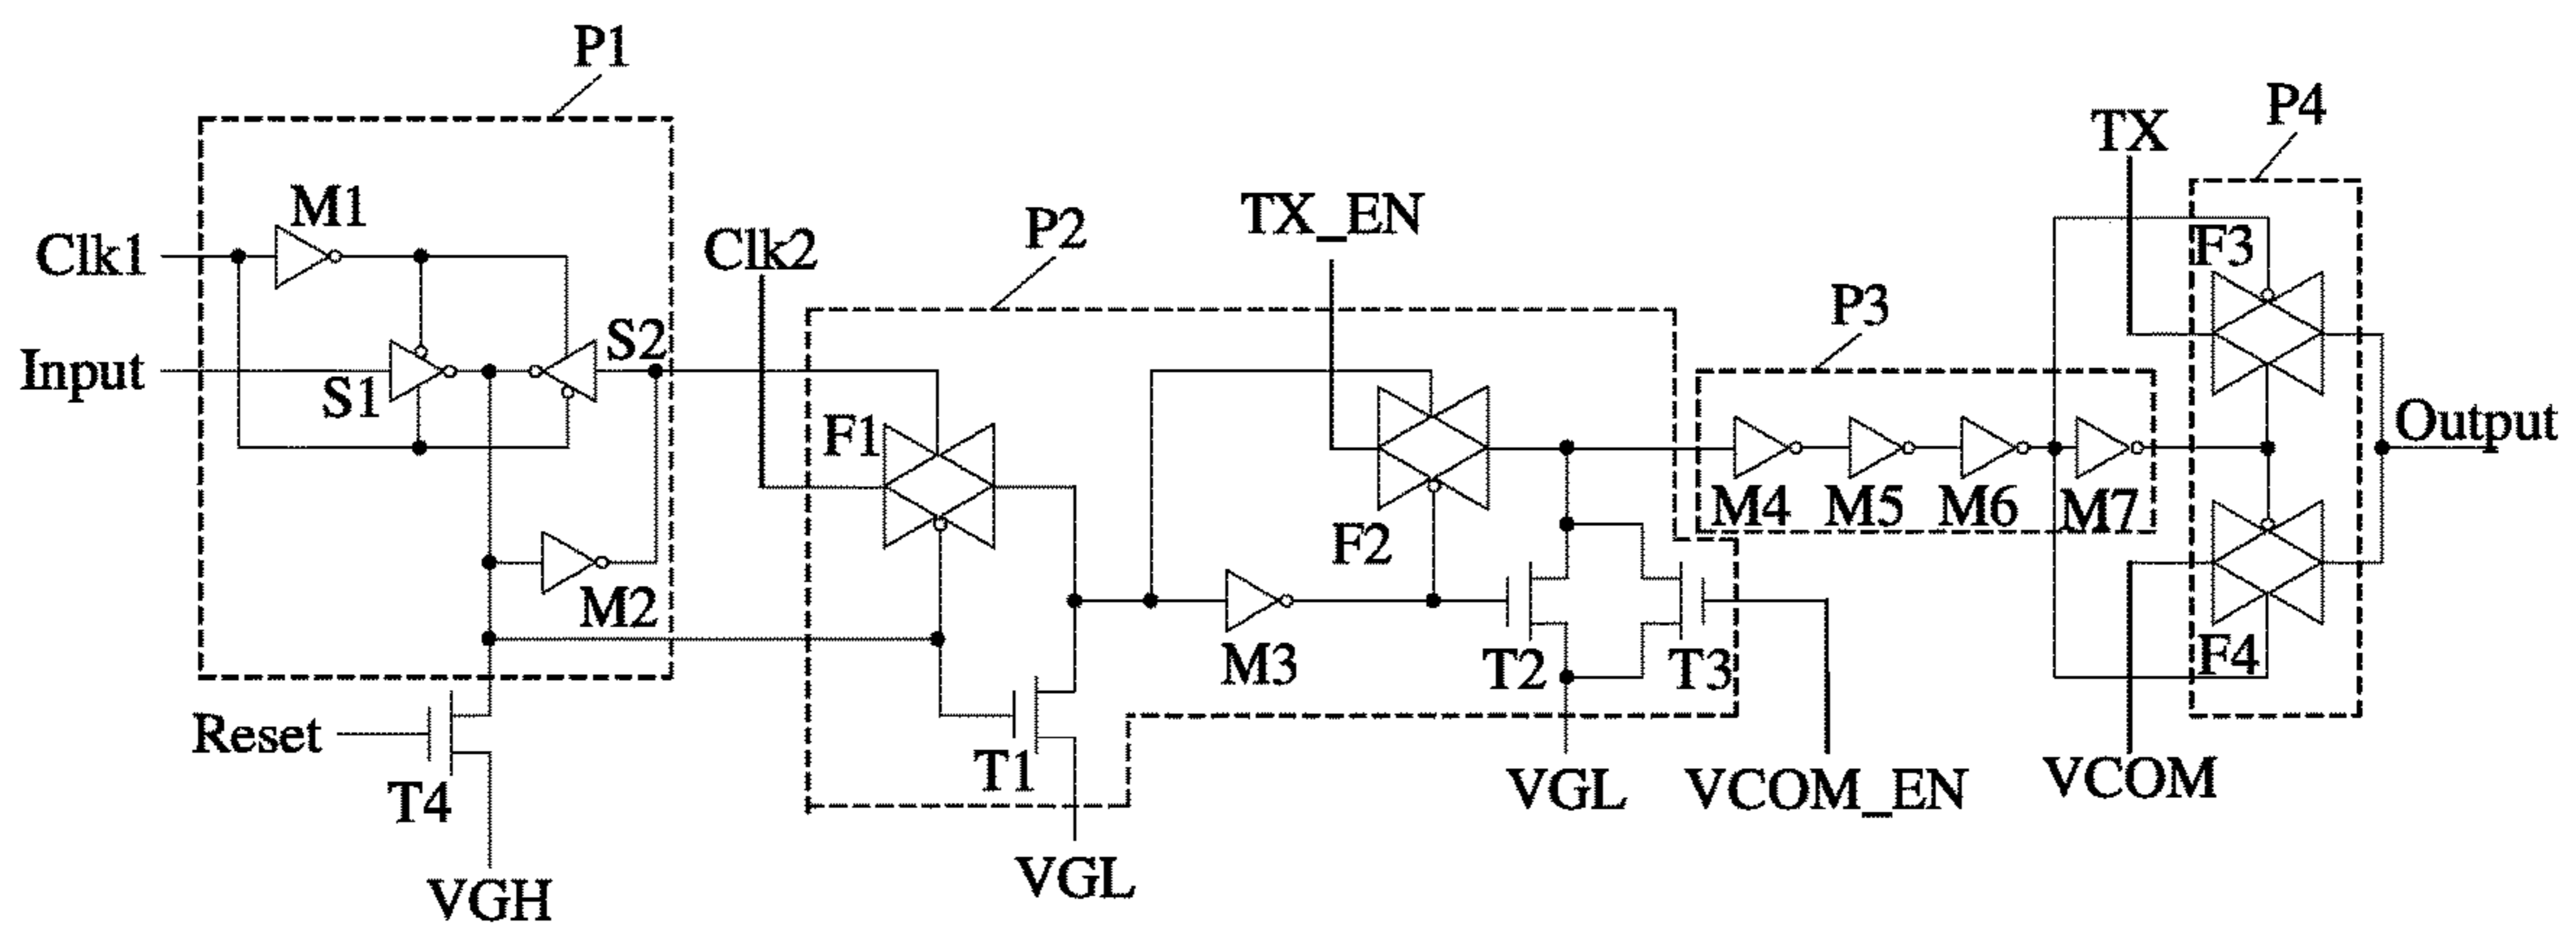 P1
P4
TX
M1
TX_EN
P2
Clk2
Clk1
F3
P3
S2
Input
S1
F1
Output
M4
M5
M6
M7
F2
M2
M3
T2
T3
F4
Reset
T1
T4
VGL
VCOM_EN
VCOM
VGL
VGH